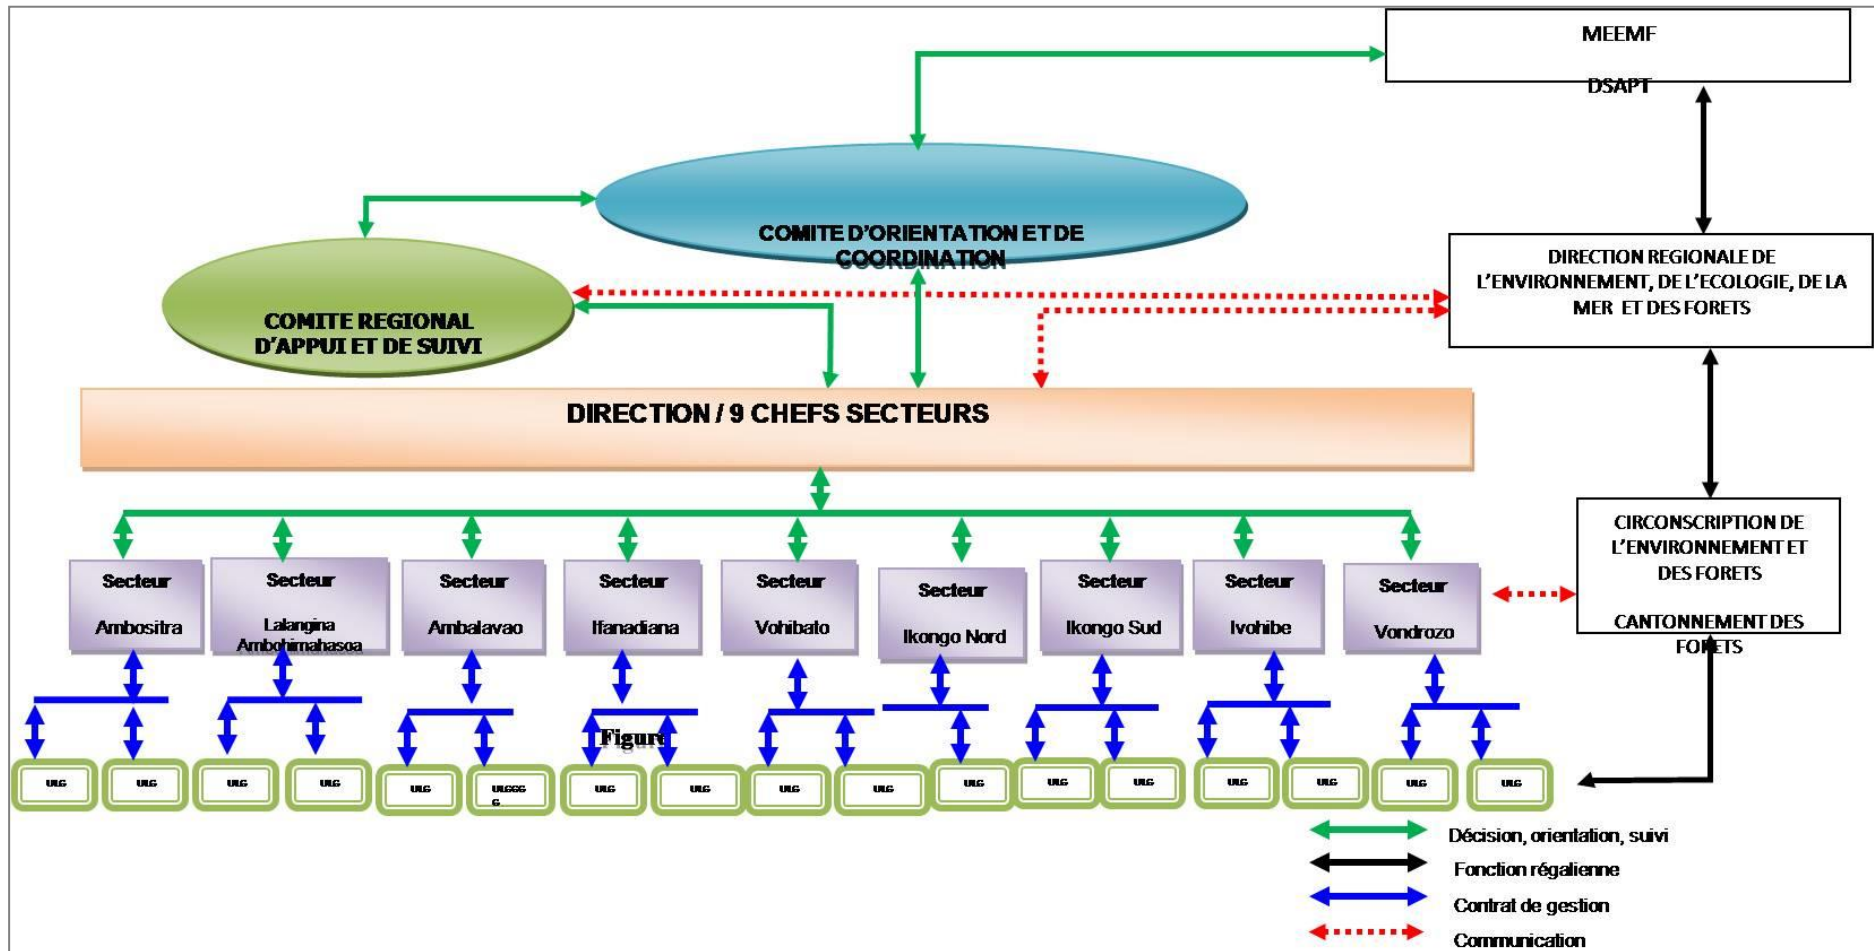 MEEMF
DSAPT
COMITE D'ORIENTATION ET DE
COORDINATION
DIRECTION REGIONALE DE
L'ENVIRONNEMENT, DE L'ECOLOGIE, DE LA
MER ET DES FORETS
COMITE REGIONAL
D'APPUI ET DE SUIVI
DIRECTION / 9 CHEFS SECTEURS
CIRCONSCRIPTION DE
L'ENVIRONNEMENT ET
DES FORETS
CANTONNEMENT DES
FORETS
Secteur
Ambositra
Secteur
Lalangina
Ambohimahasoa
Secteur
Ambalavao
Secteur
Ifanadiana
Secteur
Vohibato
Secteur
Ikongo Nord
Secteur
Ikongo Sud
Secteur
Ivohibe
Secteur
Vondrozo
Figure
ULG
ULG
ULG
ULG
ULG
ULGGG
G
ULG
ULG
ULG
ULG
ULG
ULG
ULG
ULG
ULG
ULG
ULG
Décision, orientation, suivi
Fonction régalienne
Contrat de gestion
Communication